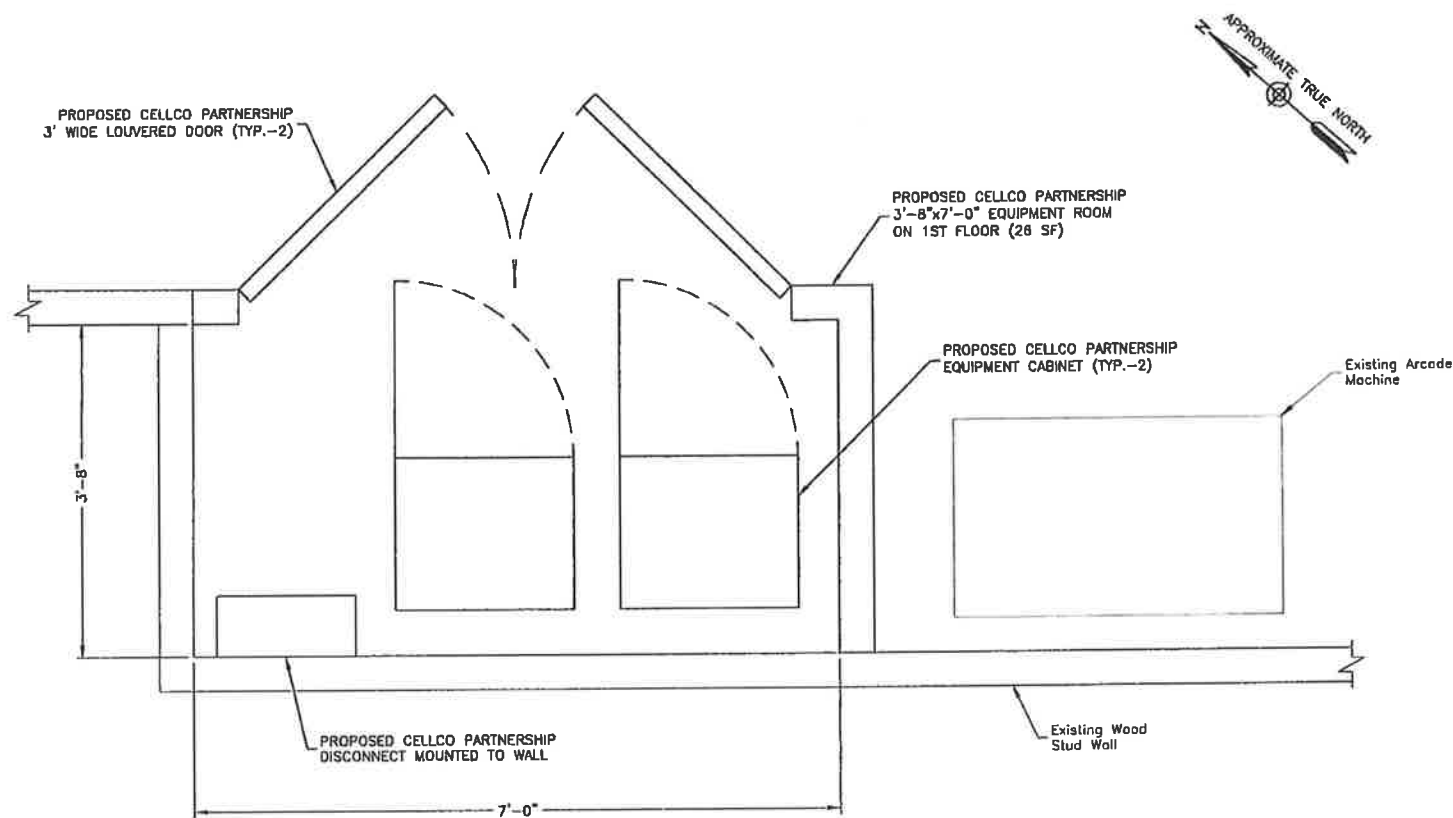 N
APPROXIMATE TRUE NORTH
PROPOSED CELLCO PARTNERSHIP
3' WIDE LOUVERED DOOR (TYP.-2)
PROPOSED CELLCO PARTNERSHIP
3'-8"x7'-0" EQUIPMENT ROOM
ON 1ST FLOOR (26 SF)
PROPOSED CELLCO PARTNERSHIP
EQUIPMENT CABINET (TYP.-2)
Existing Arcade
Machine
3'-8"
PROPOSED CELLCO PARTNERSHIP
DISCONNECT MOUNTED TO WALL
Existing Wood
Stud Wall
7'-0"